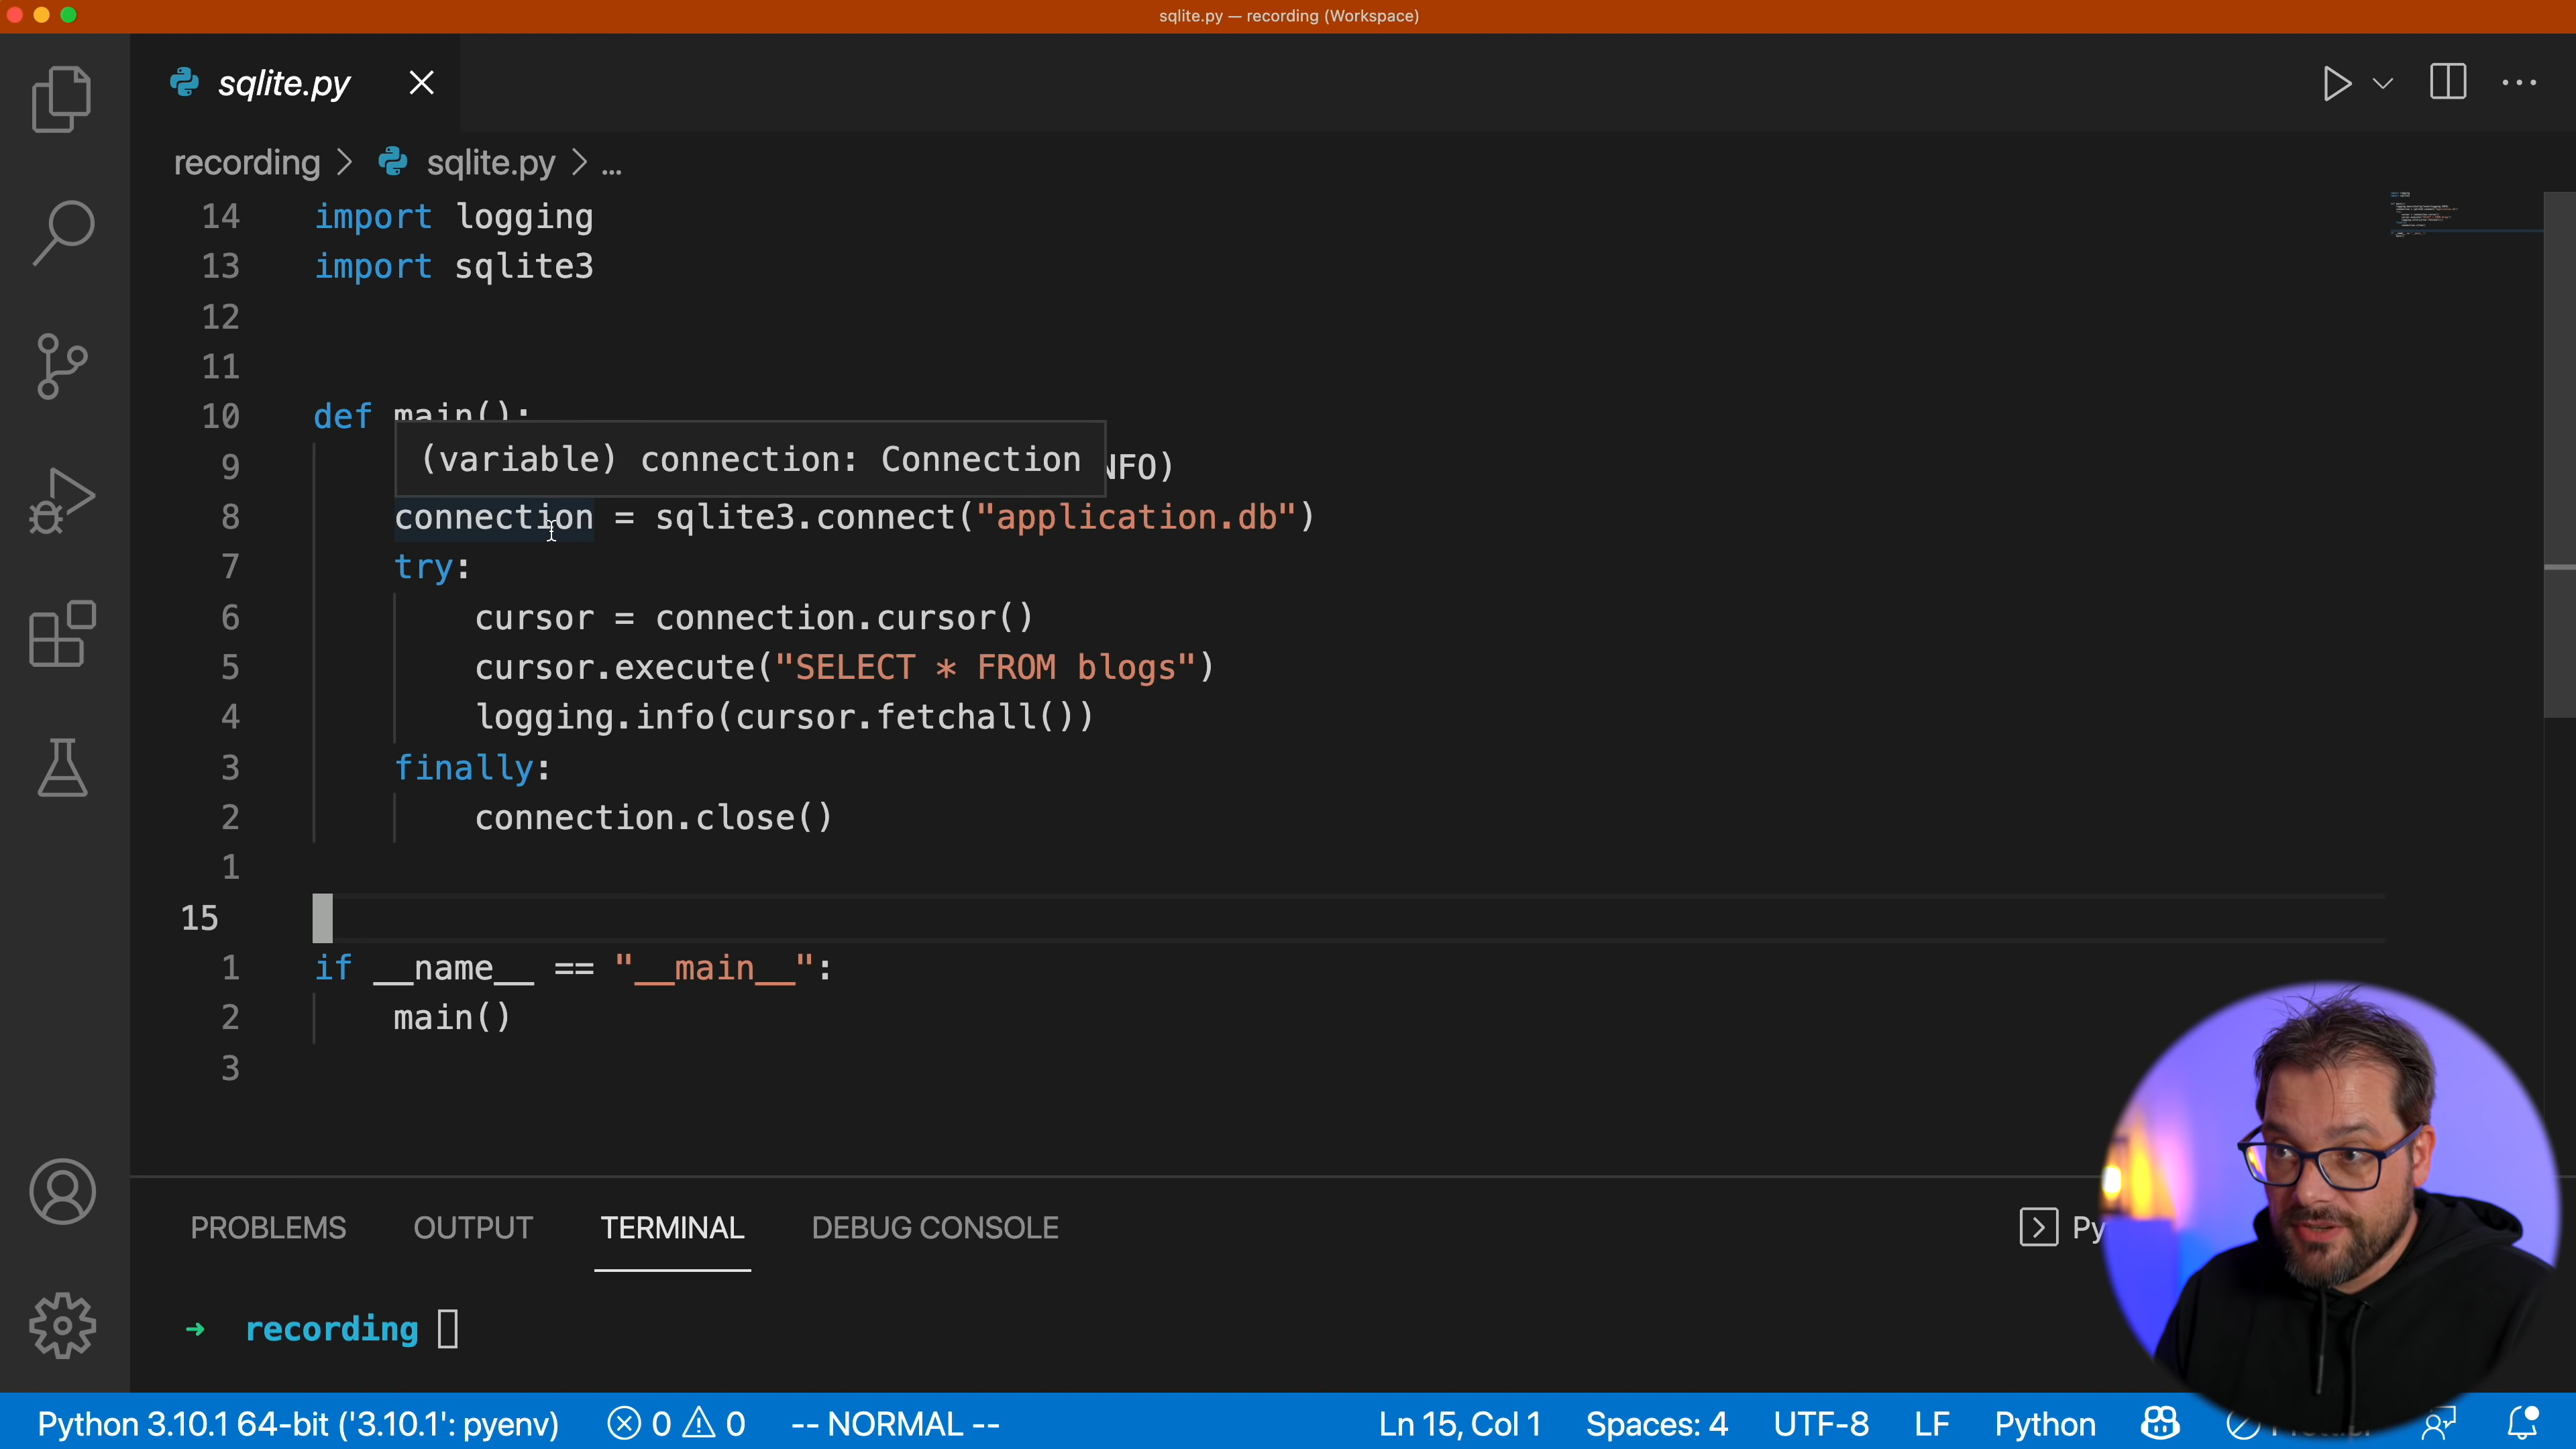 sqlite.py — recording (Workspace)
sqlite.py
recording > sqlite.py > ...
14 import logging
13 import sqlite3
12
11
10 def main():
(variable) connection: Connection
9 NFO)
8 connection = sqlite3.connect("application.db")
7 try:
6 cursor = connection.cursor()
5 cursor.execute("SELECT * FROM blogs")
4 logging.info(cursor.fetchall())
3 finally:
2 connection.close()
1
15
1 if __name__ == "__main__":
2 main()
3
PROBLEMS OUTPUT TERMINAL DEBUG CONSOLE Py
→ recording
Python 3.10.1 64-bit ('3.10.1': pyenv) 0 0 -- NORMAL -- Ln 15, Col 1 Spaces: 4 UTF-8 LF Python